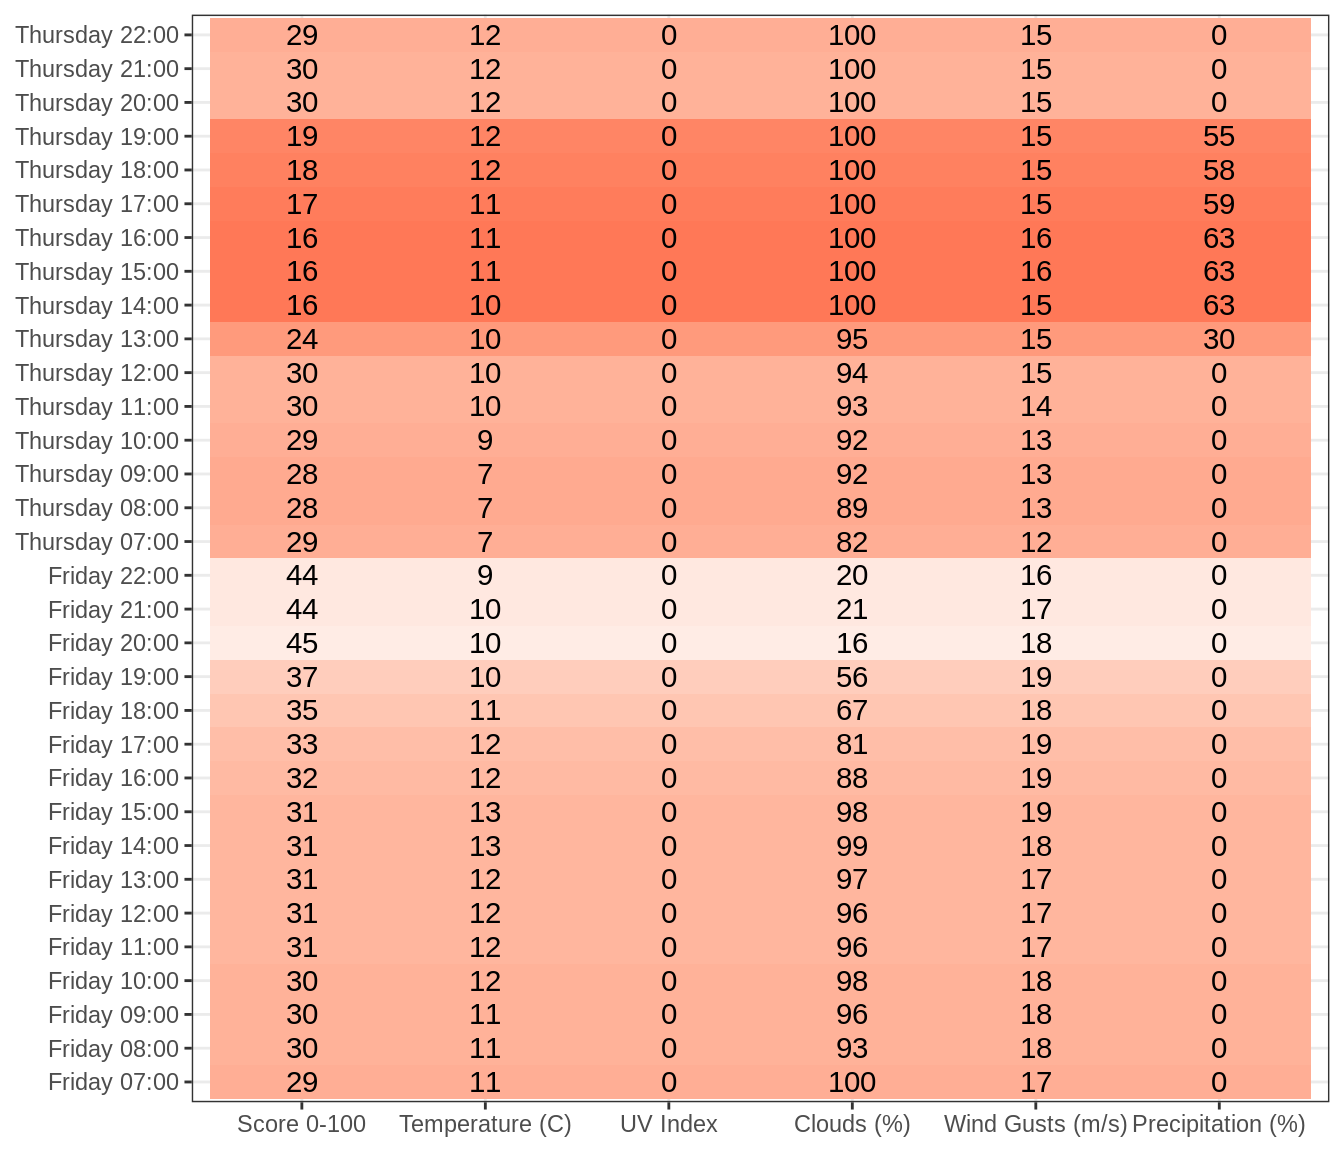 Thursday 22:00 29 12 0 100 15 0
Thursday 21:00 30 12 0 100 15 0
Thursday 20:00 30 12 0 100 15 0
Thursday 19:00 19 12 0 100 15 55
Thursday 18:00 18 12 0 100 15 58
Thursday 17:00 17 11 0 100 15 59
Thursday 16:00 16 11 0 100 16 63
Thursday 15:00 16 11 0 100 16 63
Thursday 14:00 16 10 0 100 15 63
Thursday 13:00 24 10 0 95 15 30
Thursday 12:00 30 10 0 94 15 0
Thursday 11:00 30 10 0 93 14 0
Thursday 10:00 29 9 0 92 13 0
Thursday 09:00 28 7 0 92 13 0
Thursday 08:00 28 7 0 89 13 0
Thursday 07:00 29 7 0 82 12 0
Friday 22:00 44 9 0 20 16 0
Friday 21:00 44 10 0 21 17 0
Friday 20:00 45 10 0 16 18 0
Friday 19:00 37 10 0 56 19 0
Friday 18:00 35 11 0 67 18 0
Friday 17:00 33 12 0 81 19 0
Friday 16:00 32 12 0 88 19 0
Friday 15:00 31 13 0 98 19 0
Friday 14:00 31 13 0 99 18 0
Friday 13:00 31 12 0 97 17 0
Friday 12:00 31 12 0 96 17 0
Friday 11:00 31 12 0 96 17 0
Friday 10:00 30 12 0 98 18 0
Friday 09:00 30 11 0 96 18 0
Friday 08:00 30 11 0 93 18 0
Friday 07:00 29 11 0 100 17 0
Score 0-100 Temperature (C) UV Index Clouds (%) Wind Gusts (m/s) Precipitation (%)